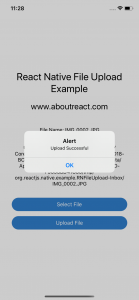 11:28
React Native File Upload
Example
www.aboutreact.com
File Name: IMG_0002.JPG
Alert
Upload Successful
OK
org.reactjs.native.example.RNFileUpload-Inbox/
IMG_0002.JPG
Select File
Upload File